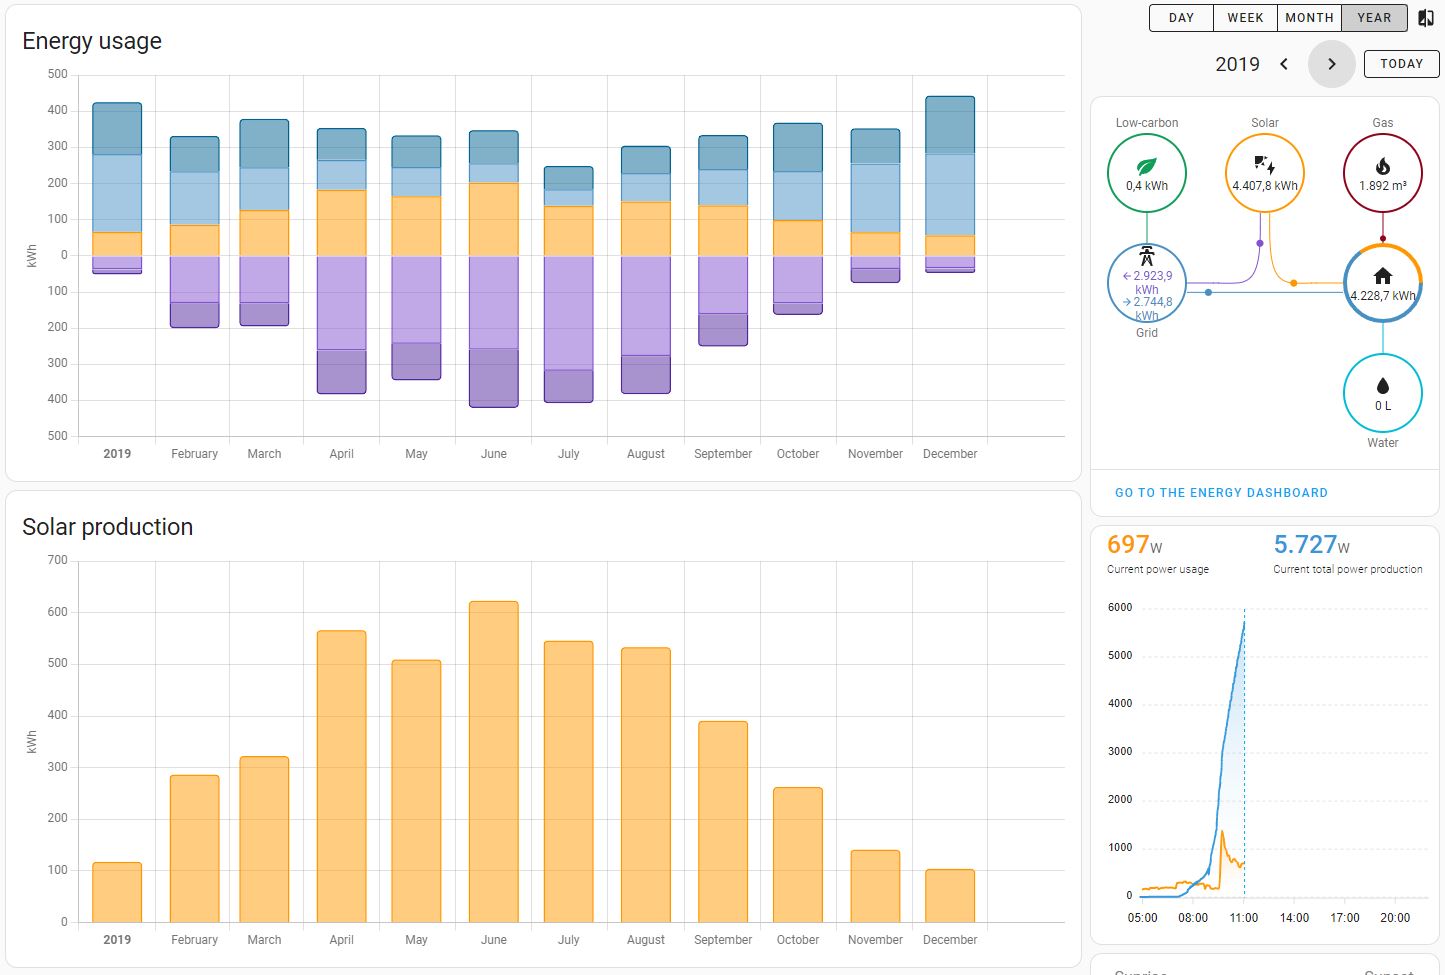 Energy usage
500
400
300
200
100
0
100
200
300
400
500
kWh
2019 February March April May June July August September October November December
Solar production
700
600
500
400
300
200
100
0
kWh
2019 February March April May June July August September October November December
DAY WEEK MONTH YEAR
2019 TODAY
Low-carbon Solar Gas
0,4 kWh 4.407,8 kWh 1.892 m³
← 2.923,9
kWh
→ 2.744,8
kWh
4.228,7 kWh
Grid
0 L
Water
GO TO THE ENERGY DASHBOARD
697 W 5.727 W
Current power usage Current total power production
6000
5000
4000
3000
2000
1000
0
05:00 08:00 11:00 14:00 17:00 20:00